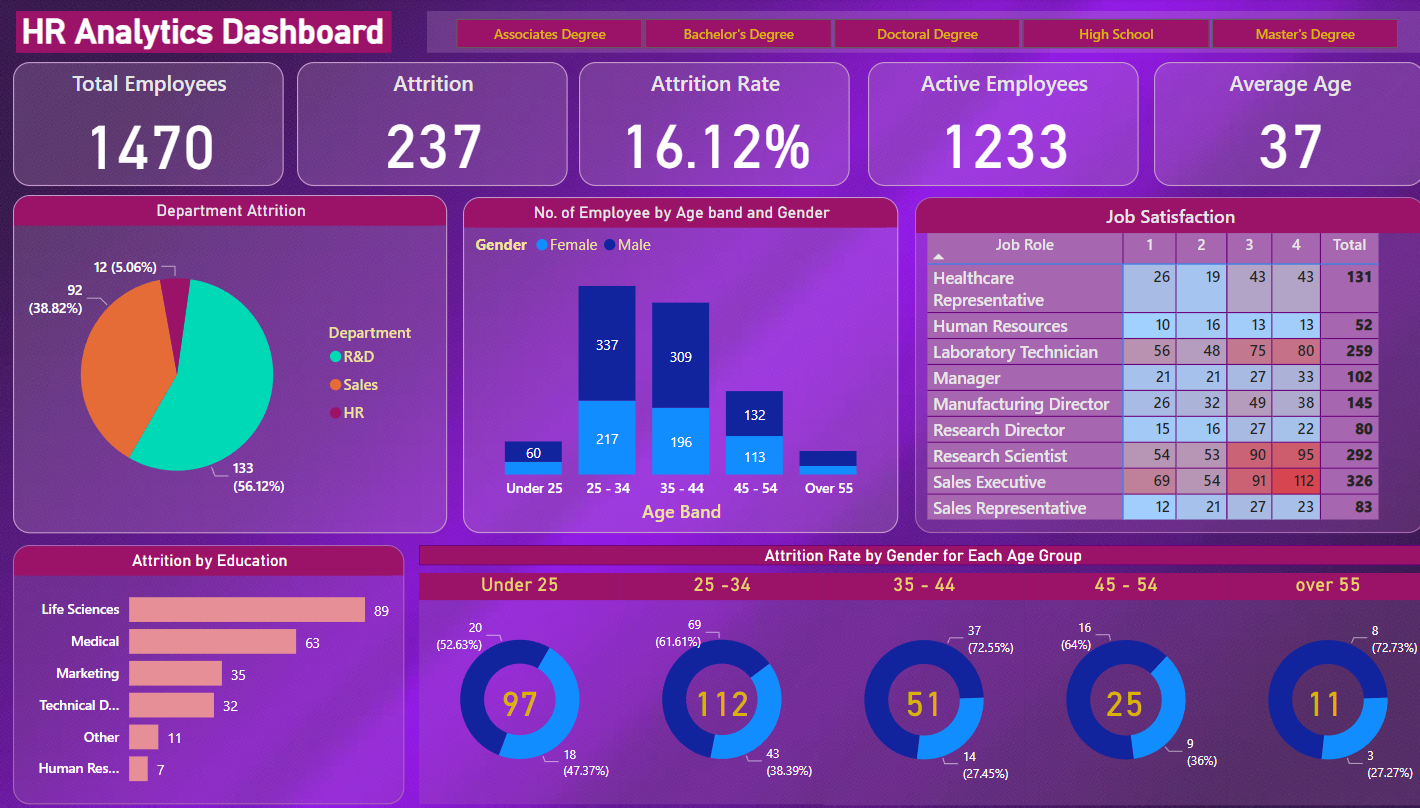 HR Analytics Dashboard
Associates Degree
Bachelor's Degree
Doctoral Degree
High School
Master's Degree
Total Employees
1470
Attrition
237
Attrition Rate
16.12%
Active Employees
1233
Average Age
37
Department Attrition
12 (5.06%)
92
(38.82%)
133
(56.12%)
Department
R&D
Sales
HR
No. of Employee by Age band and Gender
Gender Female Male
60
337
217
309
196
132
113
Under 25
25 - 34
35 - 44
45 - 54
Over 55
Age Band
Job Satisfaction
Job Role 1 2 3 4 Total
Healthcare
Representative 26 19 43 43 131
Human Resources 10 16 13 13 52
Laboratory Technician 56 48 75 80 259
Manager 21 21 27 33 102
Manufacturing Director 26 32 49 38 145
Research Director 15 16 27 22 80
Research Scientist 54 53 90 95 292
Sales Executive 69 54 91 112 326
Sales Representative 12 21 27 23 83
Attrition by Education
Life Sciences 89
Medical 63
Marketing 35
Technical D... 32
Other 11
Human Res... 7
Attrition Rate by Gender for Each Age Group
Under 25
25 -34
35 - 44
45 - 54
over 55
20
(52.63%)
97
18
(47.37%)
69
(61.61%)
112
43
(38.39%)
37
(72.55%)
51
14
(27.45%)
16
(64%)
25
9
(36%)
8
(72.73%)
11
3
(27.27%)